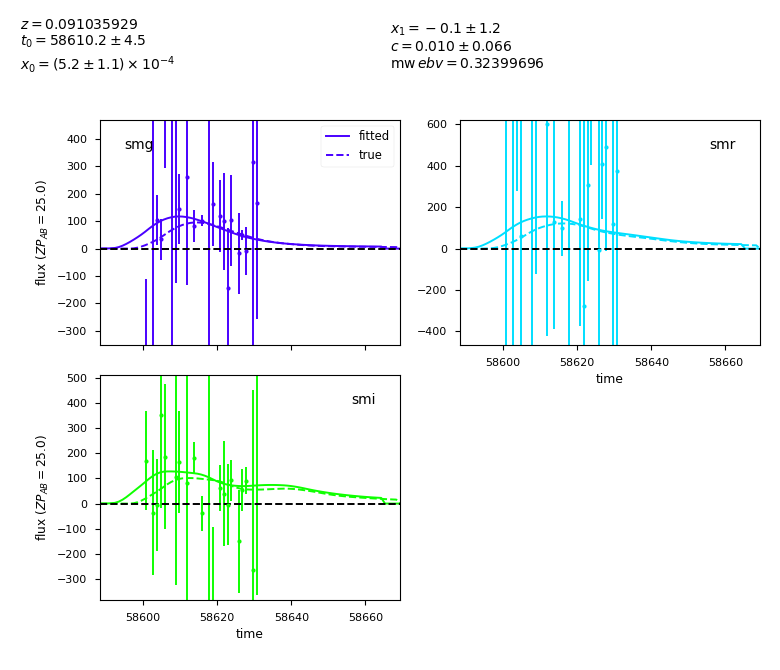 z = 0.091035929
t₀ = 58610.2 ± 4.5
x₀ = (5.2 ± 1.1) × 10⁻⁴
x₁ = −0.1 ± 1.2
c = 0.010 ± 0.066
mw ebv = 0.32399696
smg
fitted
true
400
300
200
100
0
−100
−200
−300
flux (ZP_AB = 25.0)
smr
600
400
200
0
−200
−400
58600 58620 58640 58660
time
smi
500
400
300
200
100
0
−100
−200
−300
flux (ZP_AB = 25.0)
58600 58620 58640 58660
time